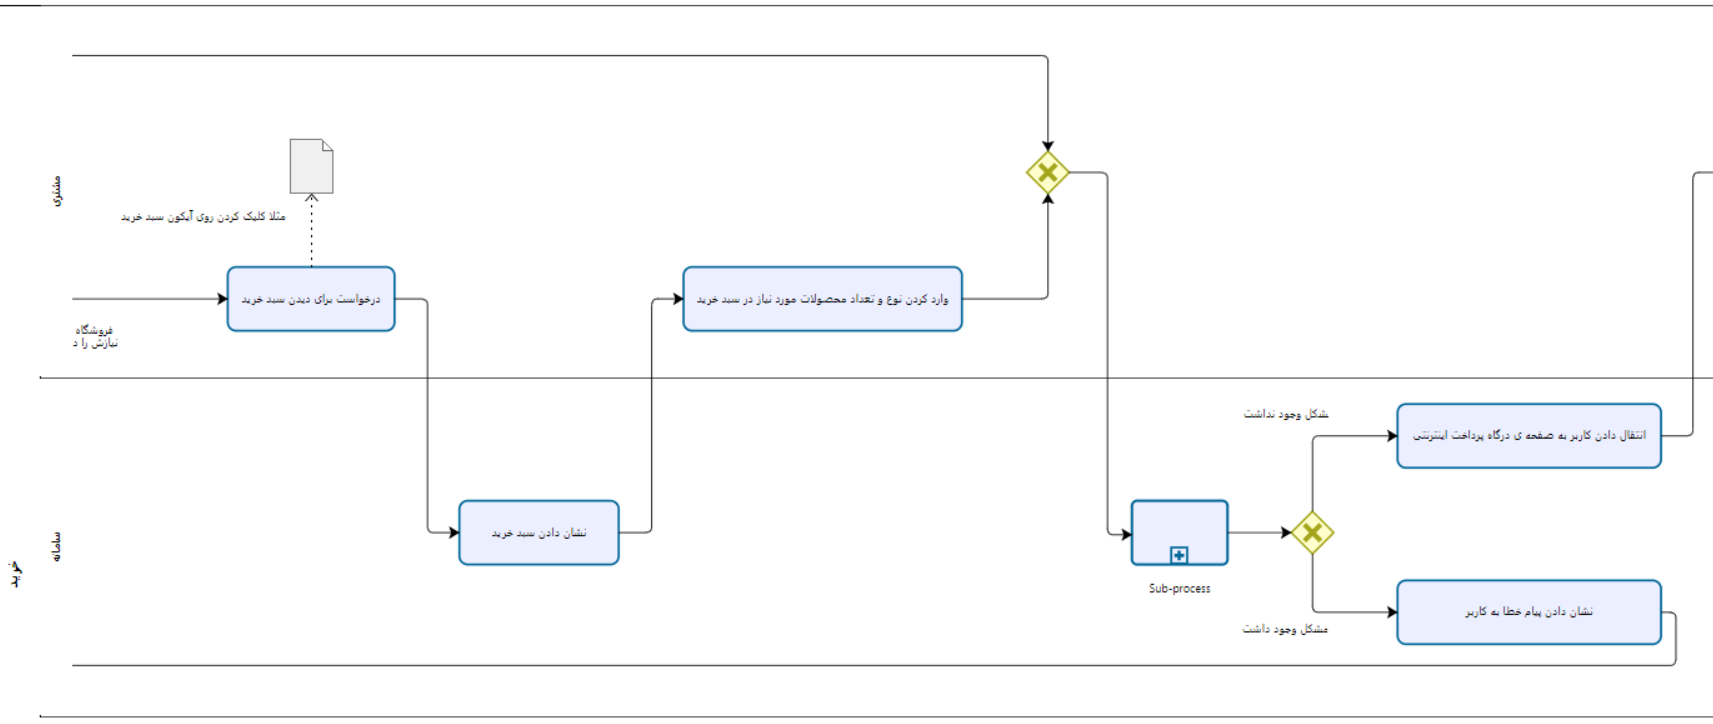 مشتری
مثلا کلیک کردن روی آیکون سبد خرید
درخواست برای دیدن سبد خرید
وارد کردن نوع و تعداد محصولات مورد نیاز در سبد خرید
فروشگاه
نیازش را د
خرید
سامانه
نشان دادن سبد خرید
Sub-process
مشکل وجود نداشت
انتقال دادن کاربر به صفحه ی درگاه پرداخت اینترنتی
مشکل وجود داشت
نشان دادن پیام خطا به کاربر